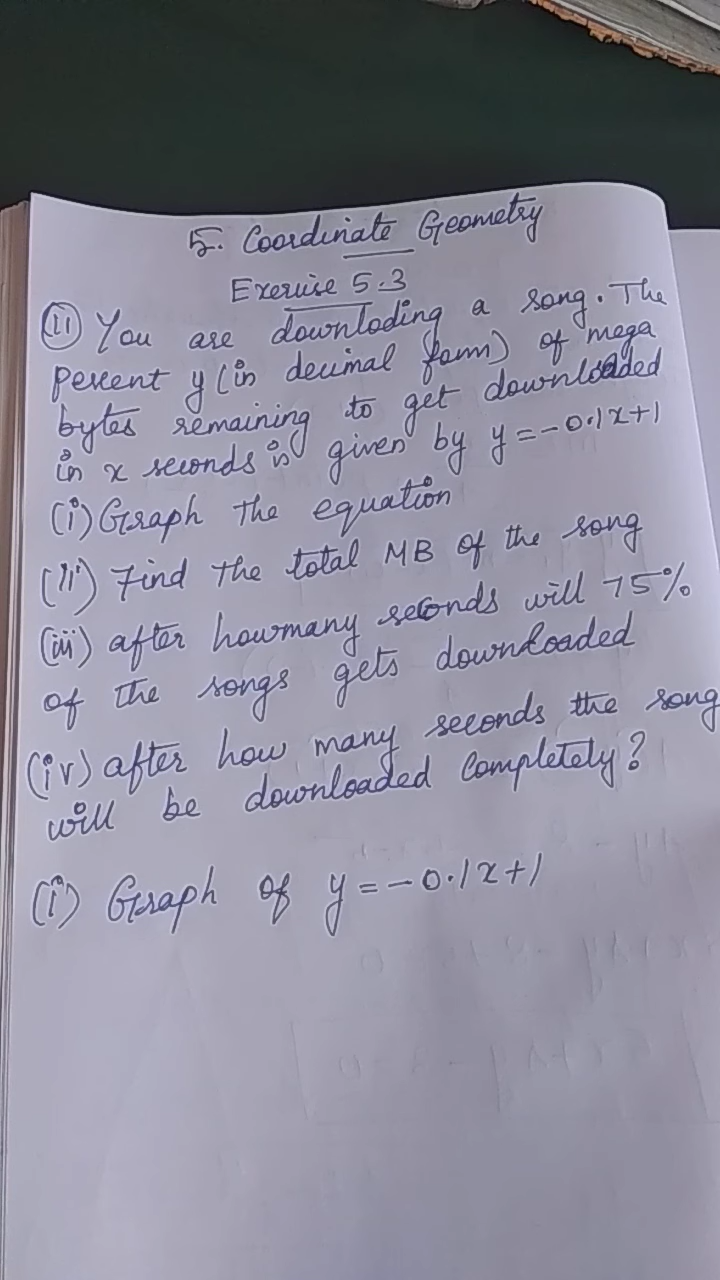 5. Coordinate Geometry
Exercise 5.3
(11) You are downloding a song. The
percent y (in decimal form) of mega
bytes remaining to get downloaded
in x seconds is given by y=-0.1x+1
(i) Graph the equation
(ii) Find the total MB of the song
(iii) after howmany seconds will 75%
of the songs gets downloaded
(iv) after how many seconds the song
will be downloaded completely?
(i) Graph of y=-0.1x+1